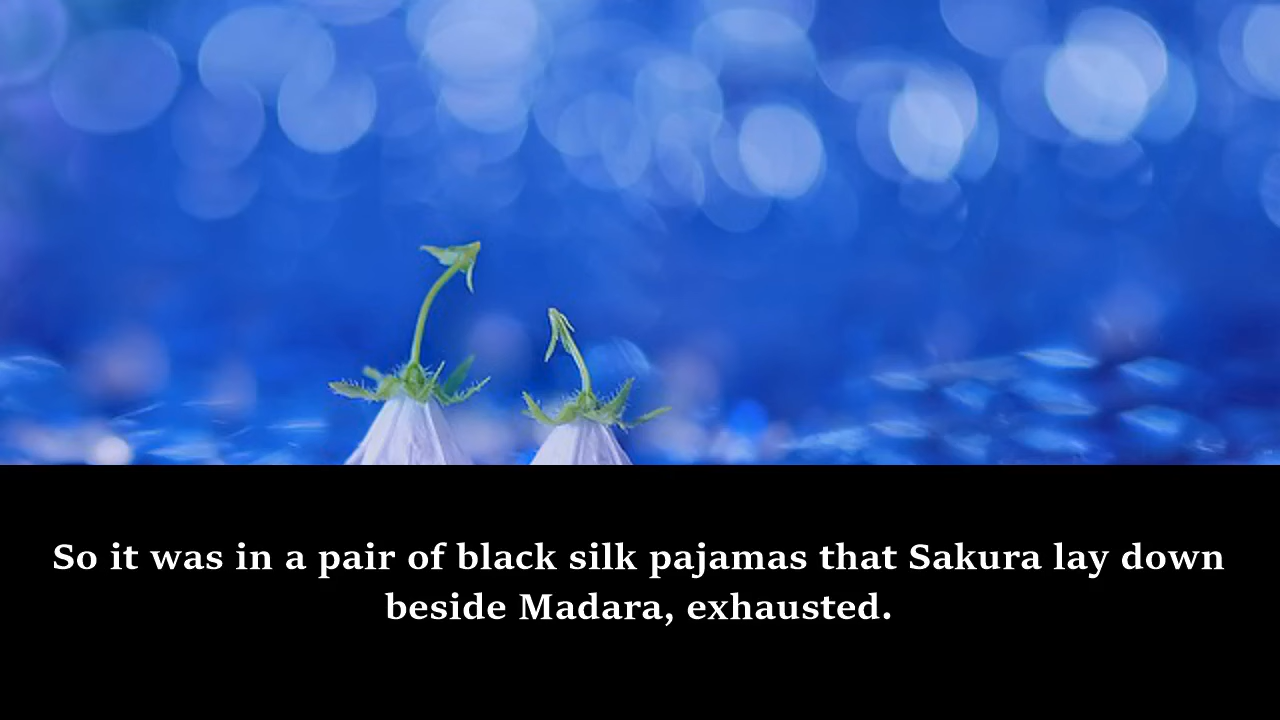 So it was in a pair of black silk pajamas that Sakura lay down
beside Madara, exhausted.